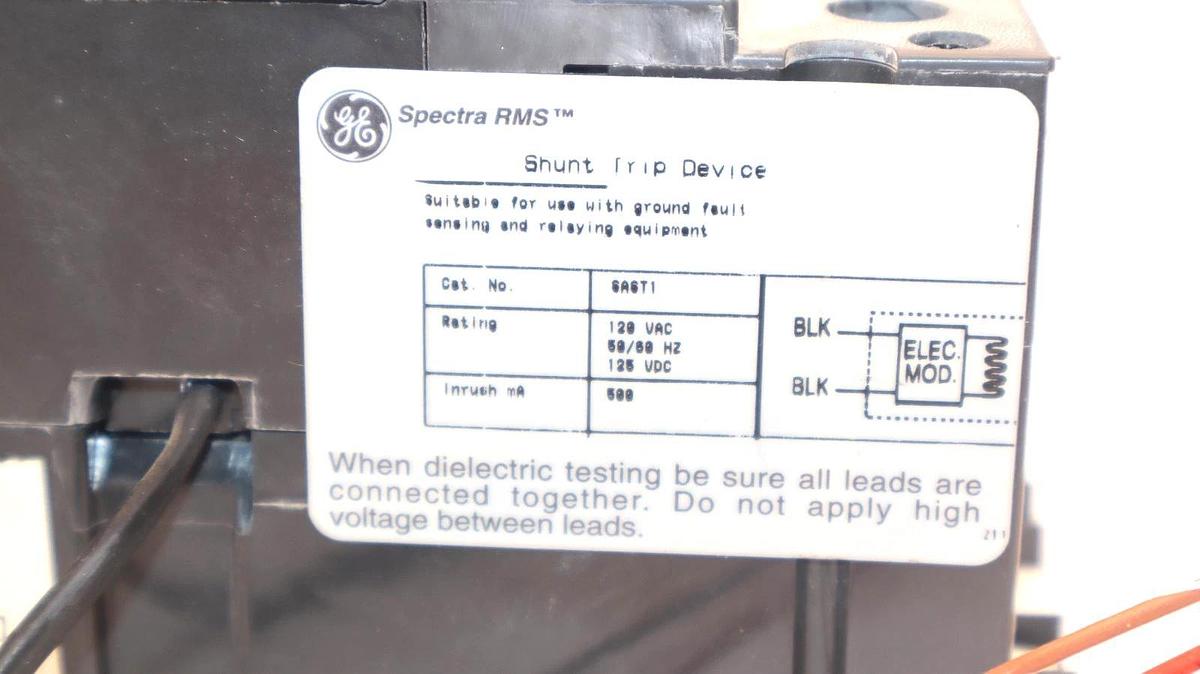 GE
Spectra RMS™
Shunt Trip Device
Suitable for use with ground fault
sensing and relaying equipment
Cat. No. SAST1
Rating 120 VAC
50/60 HZ
125 VDC
Inrush mA 500
BLK
BLK
ELEC.
MOD.
When dielectric testing be sure all leads are
connected together. Do not apply high
voltage between leads.